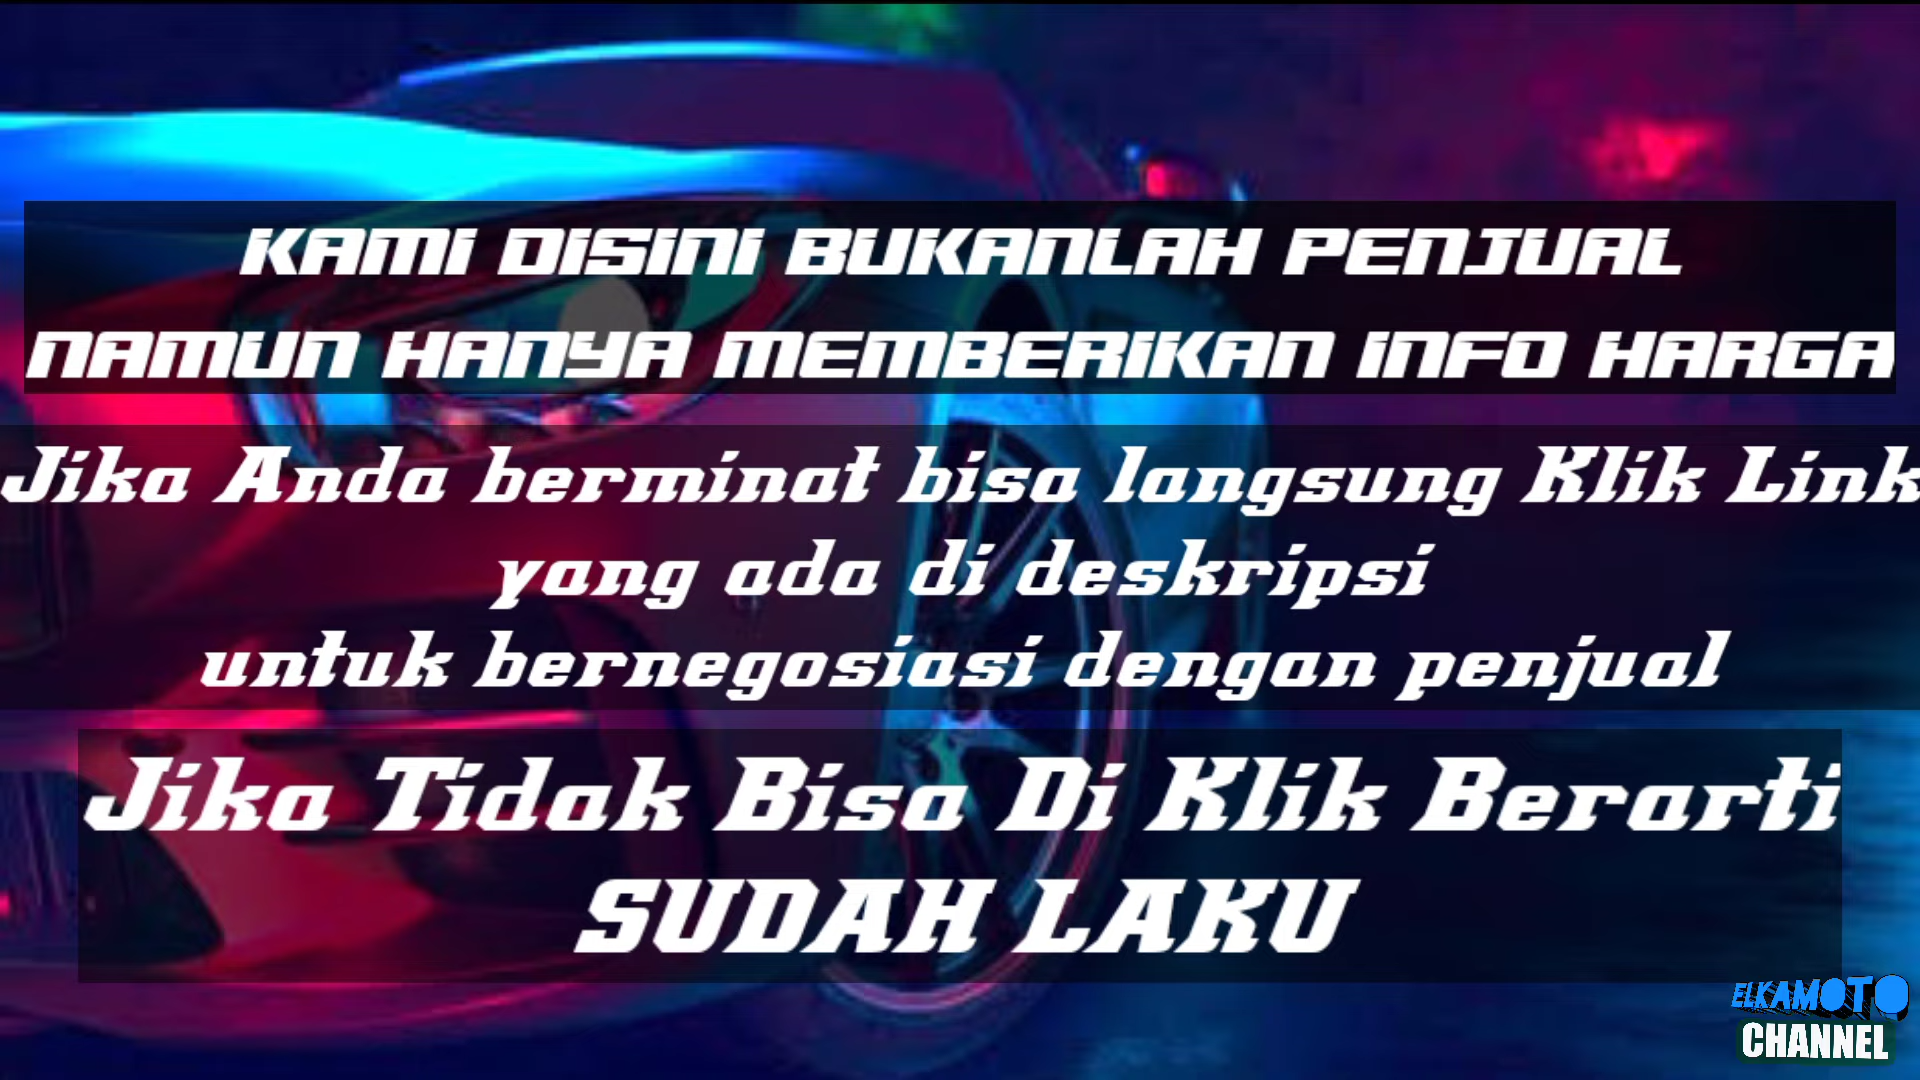 KAMI DISINI BUKANLAH PENJUAL
NAMUN HANYA MEMBERIKAN INFO HARGA
Jika Anda berminat bisa langsung Klik Link
yang ada di deskripsi
untuk bernegosiasi dengan penjual
Jika Tidak Bisa Di Klik Berarti
SUDAH LAKU
ELKAMOTO
CHANNEL